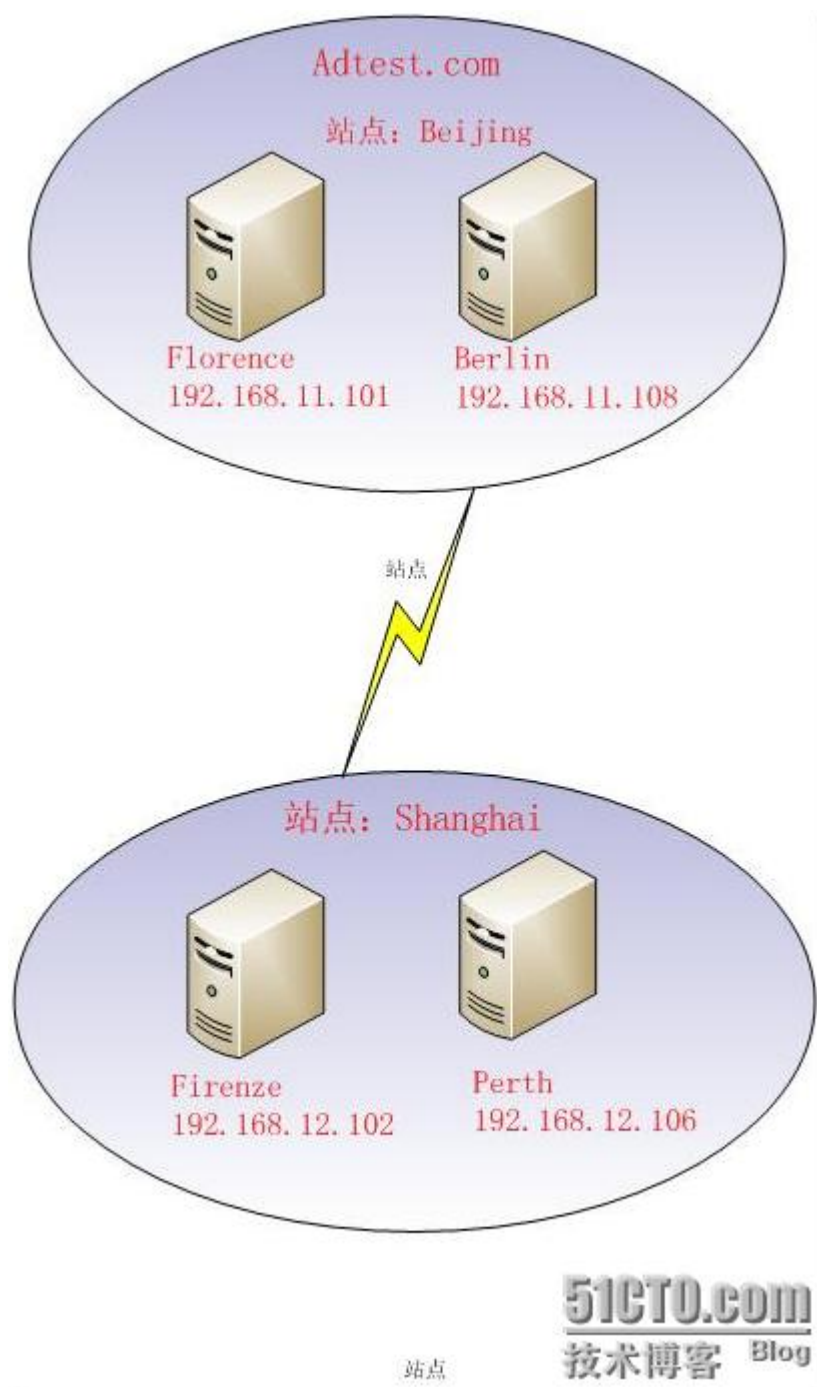 Adtest.com
站点：Beijing
Florence
192.168.11.101
Berlin
192.168.11.108
站点
站点：Shanghai
Firenze
192.168.12.102
Perth
192.168.12.106
51CTO.com
技术博客 Blog
站点